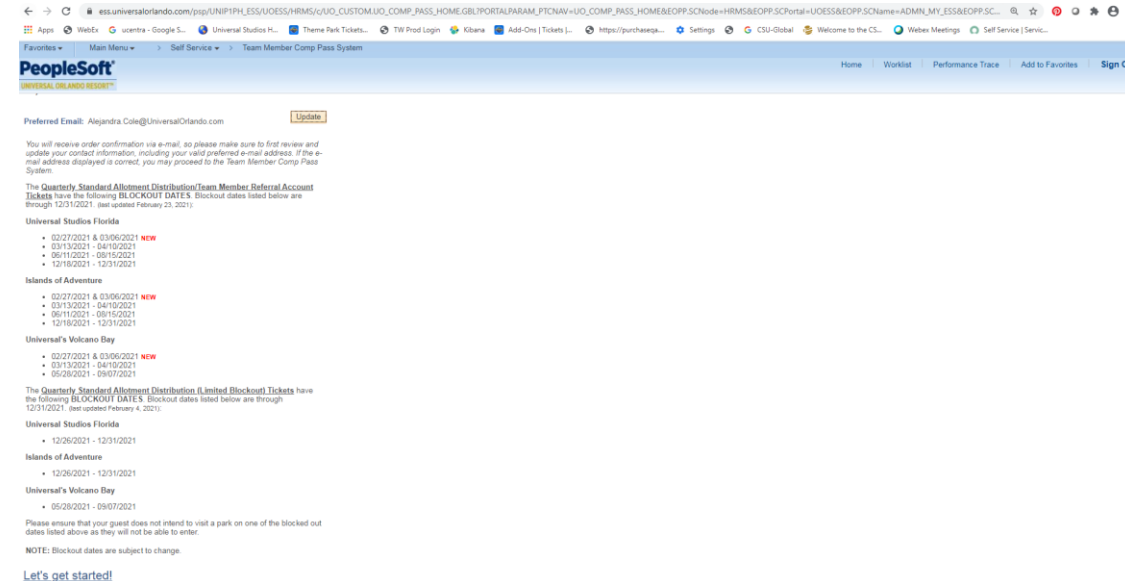 ess.universalorlando.com/psp/UNIP1PH_ESS/UOESS/HRMS/c/UO_CUSTOM.UO_COMP_PASS_HOME.GBL?PORTALPARAM_PTCNAV=UO_COMP_PASS_HOME&EOPP.SCNode=HRMS&EOPP.SCPortal=UOESS&EOPP.SCName=ADMN_MY_ESS&EOPP.SC...
Apps WebEx ucentra - Google S... Universal Studios H... Theme Park Tickets... TW Prod Login Kibana Add-Ons | Tickets |... https://purchaseqa.... Settings CSU-Global Welcome to the CS... Webex Meetings Self Service | Servic...
Favorites Main Menu > Self Service > Team Member Comp Pass System
PeopleSoft Home Worklist Performance Trace Add to Favorites Sign
UNIVERSAL ORLANDO RESORT™
Preferred Email: Alejandra.Cole@UniversalOrlando.com Update
You will receive order confirmation via e-mail, so please make sure to first review and
update your contact information, including your valid preferred e-mail address. If the e-
mail address displayed is correct, you may proceed to the Team Member Comp Pass
System.
The Quarterly Standard Allotment Distribution/Team Member Referral Account
Tickets have the following BLOCKOUT DATES. Blockout dates listed below are
through 12/31/2021. (last updated February 23, 2021):
Universal Studios Florida
• 02/27/2021 & 03/06/2021 NEW
• 03/13/2021 - 04/10/2021
• 06/11/2021 - 08/15/2021
• 12/18/2021 - 12/31/2021
Islands of Adventure
• 02/27/2021 & 03/06/2021 NEW
• 03/13/2021 - 04/10/2021
• 06/11/2021 - 08/15/2021
• 12/18/2021 - 12/31/2021
Universal's Volcano Bay
• 02/27/2021 & 03/06/2021 NEW
• 03/13/2021 - 04/10/2021
• 05/28/2021 - 09/07/2021
The Quarterly Standard Allotment Distribution (Limited Blockout) Tickets have
the following BLOCKOUT DATES. Blockout dates listed below are through
12/31/2021. (last updated February 4, 2021):
Universal Studios Florida
• 12/26/2021 - 12/31/2021
Islands of Adventure
• 12/26/2021 - 12/31/2021
Universal's Volcano Bay
• 05/28/2021 - 09/07/2021
Please ensure that your guest does not intend to visit a park on one of the blocked out
dates listed above as they will not be able to enter.
NOTE: Blockout dates are subject to change.
Let's get started!